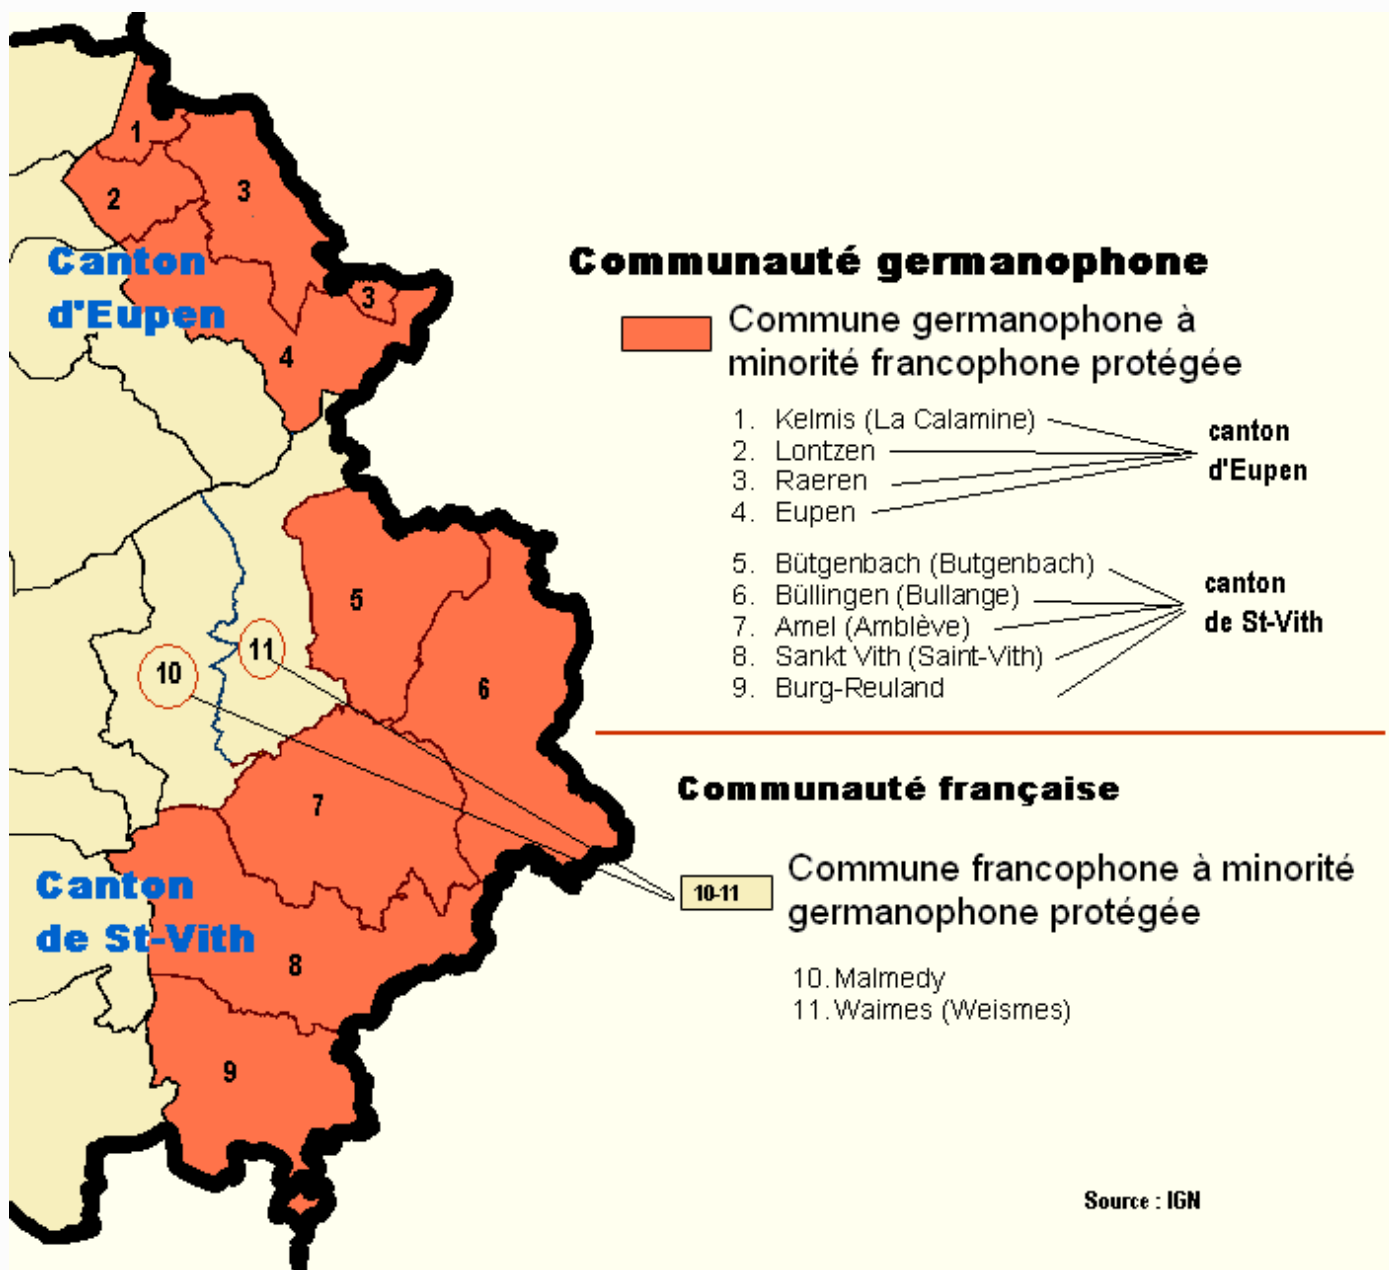 1
2
3
Canton
d'Eupen
3
4
5
11
10
6
7
Canton
de St-Vith
8
9
Communauté germanophone
Commune germanophone à
minorité francophone protégée
1. Kelmis (La Calamine)
2. Lontzen
3. Raeren
4. Eupen
canton
d'Eupen
5. Bütgenbach (Butgenbach)
6. Büllingen (Bullange)
7. Amel (Amblève)
8. Sankt Vith (Saint-Vith)
9. Burg-Reuland
canton
de St-Vith
Communauté française
10-11
Commune francophone à minorité
germanophone protégée
10. Malmedy
11. Waimes (Weismes)
Source : IGN